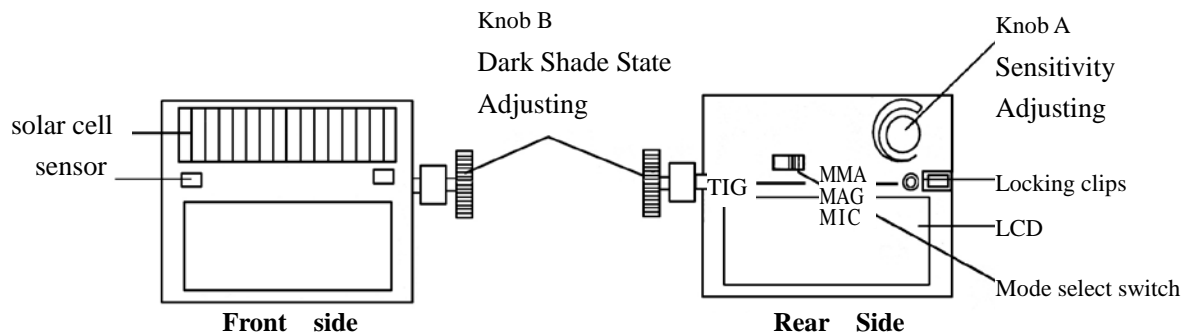 Knob B
Dark Shade State
Adjusting
Knob A
Sensitivity
Adjusting
solar cell
sensor
TIG
MMA
MAG
MIC
Locking clips
LCD
Mode select switch
Front side
Rear Side